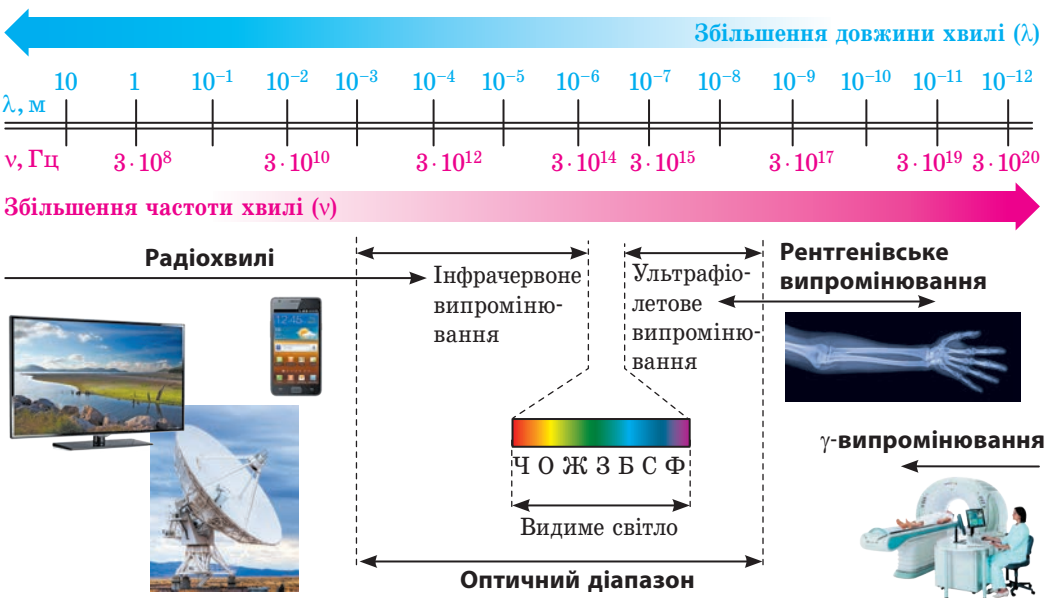 Збільшення довжини хвилі (λ)
10 1 10⁻¹ 10⁻² 10⁻³ 10⁻⁴ 10⁻⁵ 10⁻⁶ 10⁻⁷ 10⁻⁸ 10⁻⁹ 10⁻¹⁰ 10⁻¹¹ 10⁻¹²
λ, м
ν, Гц 3·10⁸ 3·10¹⁰ 3·10¹² 3·10¹⁴ 3·10¹⁵ 3·10¹⁷ 3·10¹⁹ 3·10²⁰
Збільшення частоти хвилі (ν)
Радіохвилі
Інфрачервоне
випроміню-
вання
Ультрафіо-
летове
випроміню-
вання
Рентгенівське
випромінювання
12:46
Ч О Ж З Б С Ф
Видиме світло
γ-випромінювання
Оптичний діапазон